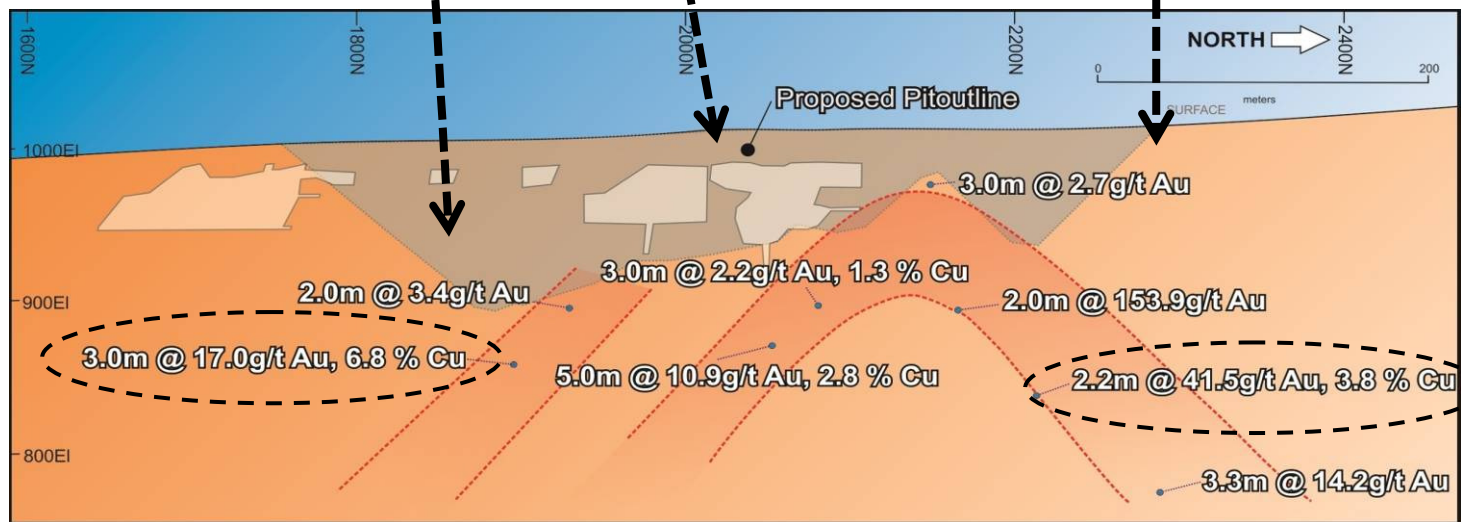 1600N
1800N
2000N
2200N
2400N
NORTH
0
200
meters
SURFACE
Proposed Pitoutline
1000El
3.0m @ 2.7g/t Au
3.0m @ 2.2g/t Au, 1.3 % Cu
2.0m @ 3.4g/t Au
900El
2.0m @ 153.9g/t Au
3.0m @ 17.0g/t Au, 6.8 % Cu
5.0m @ 10.9g/t Au, 2.8 % Cu
2.2m @ 41.5g/t Au, 3.8 % Cu
800El
3.3m @ 14.2g/t Au